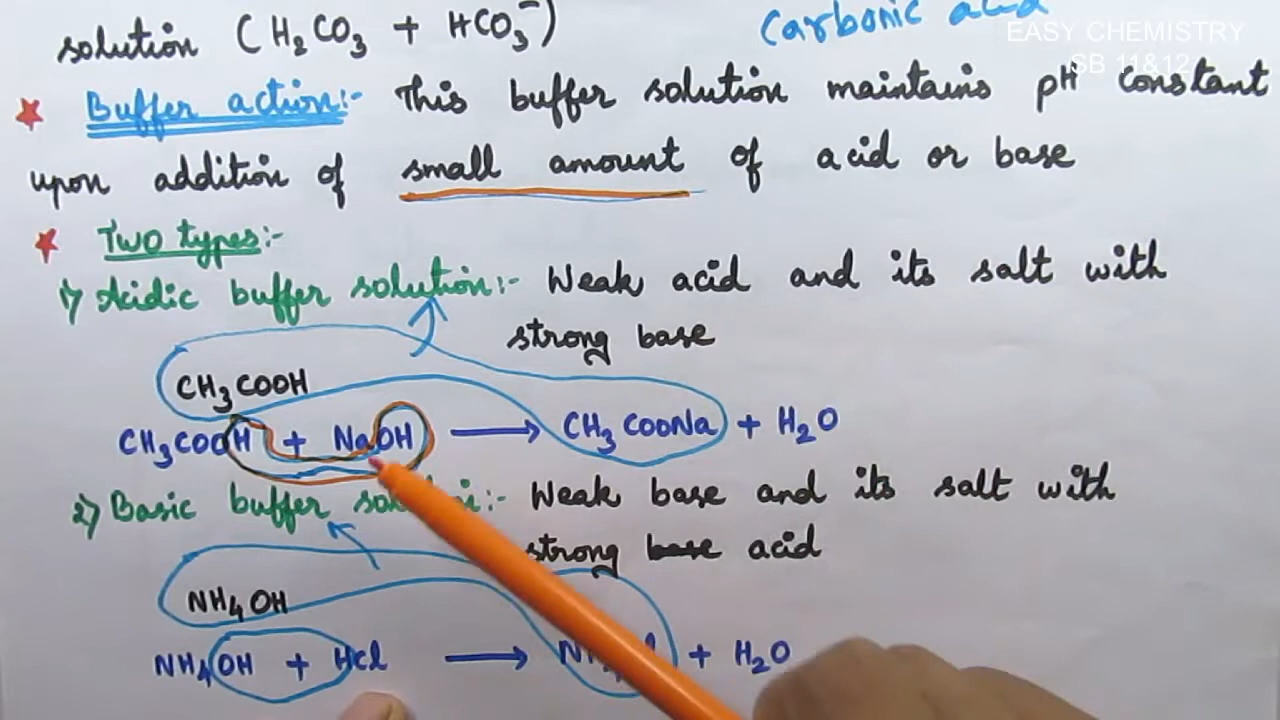 solution (H₂CO₃ + HCO₃⁻) Carbonic acid
EASY CHEMISTRY
SB 11&12
★ Buffer action:- This buffer solution maintains pH constant
upon addition of small amount of acid or base
★ Two types:-
1) Acidic buffer solution:- Weak acid and its salt with
strong base
CH₃COOH
CH₃COOH + NaOH → CH₃COONa + H₂O
2) Basic buffer :- Weak base and its salt with
strong base acid
NH₄OH
NH₄OH + HCl → + H₂O